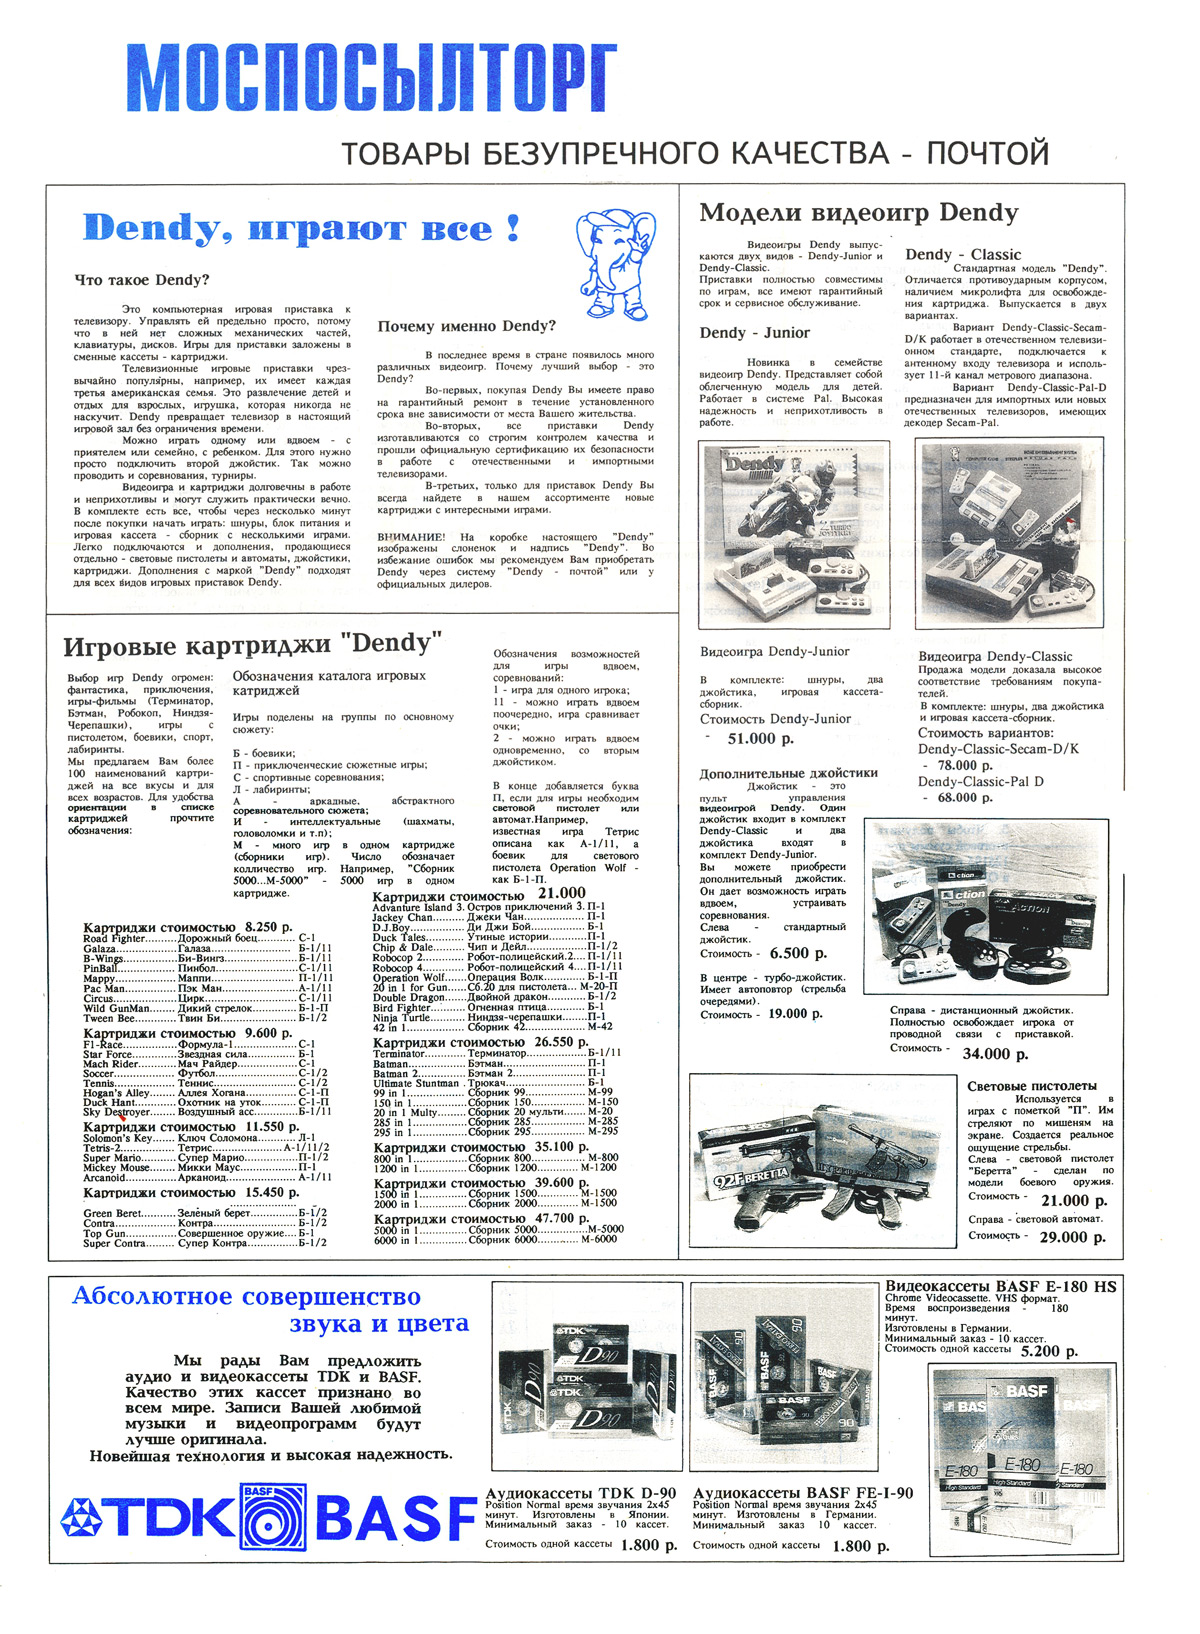 МОСПОСЫЛТОРГ
ТОВАРЫ БЕЗУПРЕЧНОГО КАЧЕСТВА - ПОЧТОЙ
Dendy, играют все !
Что такое Dendy?
Это компьютерная игровая приставка к
телевизору. Управлять ей предельно просто, потому
что в ней нет сложных механических частей,
клавиатуры, дисков. Игры для приставки заложены в
сменные кассеты - картриджи.
Телевизионные игровые приставки чрез-
вычайно популярны, например, их имеет каждая
третья американская семья. Это развлечение детей и
отдых для взрослых, игрушка, которая никогда не
наскучит. Dendy превращает телевизор в настоящий
игровой зал без ограничения времени.
Можно играть одному или вдвоем - с
приятелем или семейно, с ребенком. Для этого нужно
просто подключить второй джойстик. Так можно
проводить и соревнования, турниры.
Видеоигра и картриджи долговечны в работе
и неприхотливы и могут служить практически вечно.
В комплекте есть все, чтобы через несколько минут
после покупки начать играть: шнуры, блок питания и
игровая кассета - сборник с несколькими играми.
Легко подключаются и дополнения, продающиеся
отдельно - световые пистолеты и автоматы, джойстики,
картриджи. Дополнения с маркой "Dendy" подходят
для всех видов игровых приставок Dendy.
Почему именно Dendy?
В последнее время в стране появилось много
различных видеоигр. Почему лучший выбор - это
Dendy?
Во-первых, покупая Dendy Вы имеете право
на гарантийный ремонт в течение установленного
срока вне зависимости от места Вашего жительства.
Во-вторых, все приставки Dendy
изготавливаются со строгим контролем качества и
прошли официальную сертификацию их безопасности
в работе с отечественными и импортными
телевизорами.
В-третьих, только для приставок Dendy Вы
всегда найдете в нашем ассортименте новые
картриджи с интересными играми.
ВНИМАНИЕ! На коробке настоящего "Dendy"
изображены слоненок и надпись "Dendy". Во
избежание ошибок мы рекомендуем Вам приобретать
Dendy через систему "Dendy - почтой" или у
официальных дилеров.
Модели видеоигр Dendy
Видеоигры Dendy выпус-
каются двух видов - Dendy-Junior и
Dendy-Classic.
Приставки полностью совместимы
по играм, все имеют гарантийный
срок и сервисное обслуживание.
Dendy - Junior
Новинка в семействе
видеоигр Dendy. Представляет собой
облегченную модель для детей.
Работает в системе Pal. Высокая
надежность и неприхотливость в
работе.
Dendy - Classic
Стандартная модель "Dendy".
Отличается противоударным корпусом,
наличием микролифта для освобожде-
ния картриджа. Выпускается в двух
вариантах.
Вариант Dendy-Classic-Secam-
D/K работает в отечественном телевизи-
онном стандарте, подключается к
антенному входу телевизора и исполь-
зует 11-й канал метрового диапазона.
Вариант Dendy-Classic-Pal-D
предназначен для импортных или новых
отечественных телевизоров, имеющих
декодер Secam-Pal.
Dendy
JUNIOR
Видеоигра Dendy-Junior
В комплекте: шнуры, два
джойстика, игровая кассета-
сборник.
Стоимость Dendy-Junior
- 51.000 р.
Видеоигра Dendy-Classic
Продажа модели доказала высокое
соответствие требованиям покупа-
телей.
В комплекте: шнуры, два джойстика
и игровая кассета-сборник.
Стоимость вариантов:
Dendy-Classic-Secam-D/K
- 78.000 р.
Dendy-Classic-Pal D
- 68.000 р.
Дополнительные джойстики
Джойстик - это
пульт управления
видеоигрой Dendy. Один
джойстик входит в комплект
Dendy-Classic и два
джойстика входят в
комплект Dendy-Junior.
Вы можете приобрести
дополнительный джойстик.
Он дает возможность играть
вдвоем, устраивать
соревнования.
Слева - стандартный
джойстик.
Стоимость - 6.500 р.
В центре - турбо-джойстик.
Имеет автоповтор (стрельба
очередями).
Стоимость - 19.000 р.
Action
ACTION
Справа - дистанционный джойстик.
Полностью освобождает игрока от
проводной связи с приставкой.
Стоимость - 34.000 р.
92F BERETTA
Световые пистолеты
Используется в
играх с пометкой "П". Им
стреляют по мишеням на
экране. Создается реальное
ощущение стрельбы.
Слева - световой пистолет
"Беретта" - сделан по
модели боевого оружия.
Стоимость - 21.000 р.
Справа - световой автомат.
Стоимость - 29.000 р.
Игровые картриджи "Dendy"
Выбор игр Dendy огромен:
фантастика, приключения,
игры-фильмы (Терминатор,
Бэтман, Робокоп, Ниндзя-
Черепашки), игры с
пистолетом, боевики, спорт,
лабиринты.
Мы предлагаем Вам более
100 наименований картри-
джей на все вкусы и для
всех возрастов. Для удобства
ориентации в списке
картриджей прочтите
обозначения:
Обозначения каталога игровых
катриджей
Игры поделены на группы по основному
сюжету:
Б - боевики;
П - приключенческие сюжетные игры;
С - спортивные соревнования;
Л - лабиринты;
А - аркадные, абстрактного
соревновательного сюжета;
И - интеллектуальные (шахматы,
головоломки и т.п);
М - много игр в одном картридже
(сборники игр). Число обозначает
колличество игр. Например, "Сборник
5000...М-5000" - 5000 игр в одном
картридже.
Обозначения возможностей
для игры вдвоем,
соревнований:
1 - игра для одного игрока;
11 - можно играть вдвоем
поочередно, игра сравнивает
очки;
2 - можно играть вдвоем
одновременно, со вторым
джойстиком.
В конце добавляется буква
П, если для игры необходим
световой пистолет или
автомат.Например,
известная игра Тетрис
описана как А-1/11, а
боевик для светового
пистолета Operation Wolf -
как Б-1-П.
Картриджи стоимостью 8.250 р.
Road Fighter..........Дорожный боец..........С-1
Galaza..........Галаза..........Б-1/11
B-Wings..........Би-Вингз..........Б-1/11
PinBall..........Пинбол..........С-1/11
Mappy..........Маппи..........П-1/11
Pac Man..........Пэк Ман..........А-1/11
Circus..........Цирк..........С-1/11
Wild GunMan..........Дикий стрелок..........Б-1-П
Tween Bee..........Твин Би..........Б-1/2
Картриджи стоимостью 9.600 р.
F1-Race..........Формула-1..........С-1
Star Force..........Звездная сила..........Б-1
Mach Rider..........Мач Райдер..........С-1
Soccer..........Футбол..........С-1/2
Tennis..........Теннис..........С-1/2
Hogan's Alley..........Аллея Хогана..........С-1-П
Duck Hant..........Охотник на уток..........С-1-П
Sky Destroyer..........Воздушный асс..........Б-1/11
Картриджи стоимостью 11.550 р.
Solomon's Key..........Ключ Соломона..........Л-1
Tetris-2..........Тетрис..........А-1/11/2
Super Mario..........Супер Марио..........П-1/2
Mickey Mouse..........Микки Маус..........П-1
Arcanoid..........Арканоид..........А-1/11
Картриджи стоимостью 15.450 р.
Green Beret..........Зелёный берет..........Б-1/2
Contra..........Контра..........Б-1/2
Top Gun..........Совершенное оружие....Б-1
Super Contra..........Супер Контра..........Б-1/2
Картриджи стоимостью 21.000
Advanture Island 3. Остров приключений 3. П-1
Jackey Chan..........Джеки Чан..........П-1
D.J.Boy..........Ди Джи Бой..........Б-1
Duck Tales..........Утиные истории..........П-1
Chip & Dale..........Чип и Дейл..........П-1/2
Robocop 2..........Робот-полицейский.2....П-1/11
Robocop 4..........Робот-полицейский 4....П-1/11
Operation Wolf..........Операция Волк..........Б-1-П
20 in 1 for Gun.....Сб.20 для пистолета... М-20-П
Double Dragon.......Двойной дракон..........Б-1/2
Bird Fighter..........Огненная птица..........Б-1
Ninja Turtle..........Ниндзя-черепашки..........П-1
42 in 1..........Сборник 42..........М-42
Картриджи стоимостью 26.550 р.
Terminator..........Терминатор..........Б-1/11
Batman..........Бэтман..........П-1
Batman 2..........Бэтман 2..........П-1
Ultimate Stuntman . Трюкач..........Б-1
99 in 1..........Сборник 99..........М-99
150 in 1..........Сборник 150..........М-150
20 in 1 Multy..........Сборник 20 мульти.....М-20
285 in 1..........Сборник 285..........М-285
295 in 1..........Сборник 295..........М-295
Картриджи стоимостью 35.100 р.
800 in 1..........Сборник 800..........М-800
1200 in 1..........Сборник 1200..........М-1200
Картриджи стоимостью 39.600 р.
1500 in 1..........Сборник 1500..........М-1500
2000 in 1..........Сборник 2000..........М-1500
Картриджи стоимостью 47.700 р.
5000 in 1..........Сборник 5000..........М-5000
6000 in 1..........Сборник 6000..........М-6000
Абсолютное совершенство
звука и цвета
Мы рады Вам предложить
аудио и видеокассеты TDK и BASF.
Качество этих кассет признано во
всем мире. Записи Вашей любимой
музыки и видеопрограмм будут
лучше оригинала.
Новейшая технология и высокая надежность.
TDK
BASF
BASF
TDK
D90
TDK
D90
Аудиокассеты TDK D-90
Position Normal время звучания 2x45
минут. Изготовлены в Японии.
Минимальный заказ - 10 кассет.
Стоимость одной кассеты 1.800 р.
BASF
90
Аудиокассеты BASF FE-I-90
Position Normal время звучания 2x45
минут. Изготовлены в Германии.
Минимальный заказ 10 кассет.
Стоимость одной кассеты 1.800 р.
Видеокассеты BASF E-180 HS
Chrome Videocassette. VHS формат.
Время воспроизведения - 180
минут.
Изготовлены в Германии.
Минимальный заказ - 10 кассет.
Стоимость одной кассеты 5.200 р.
BASF
E-180
E-180
E-180